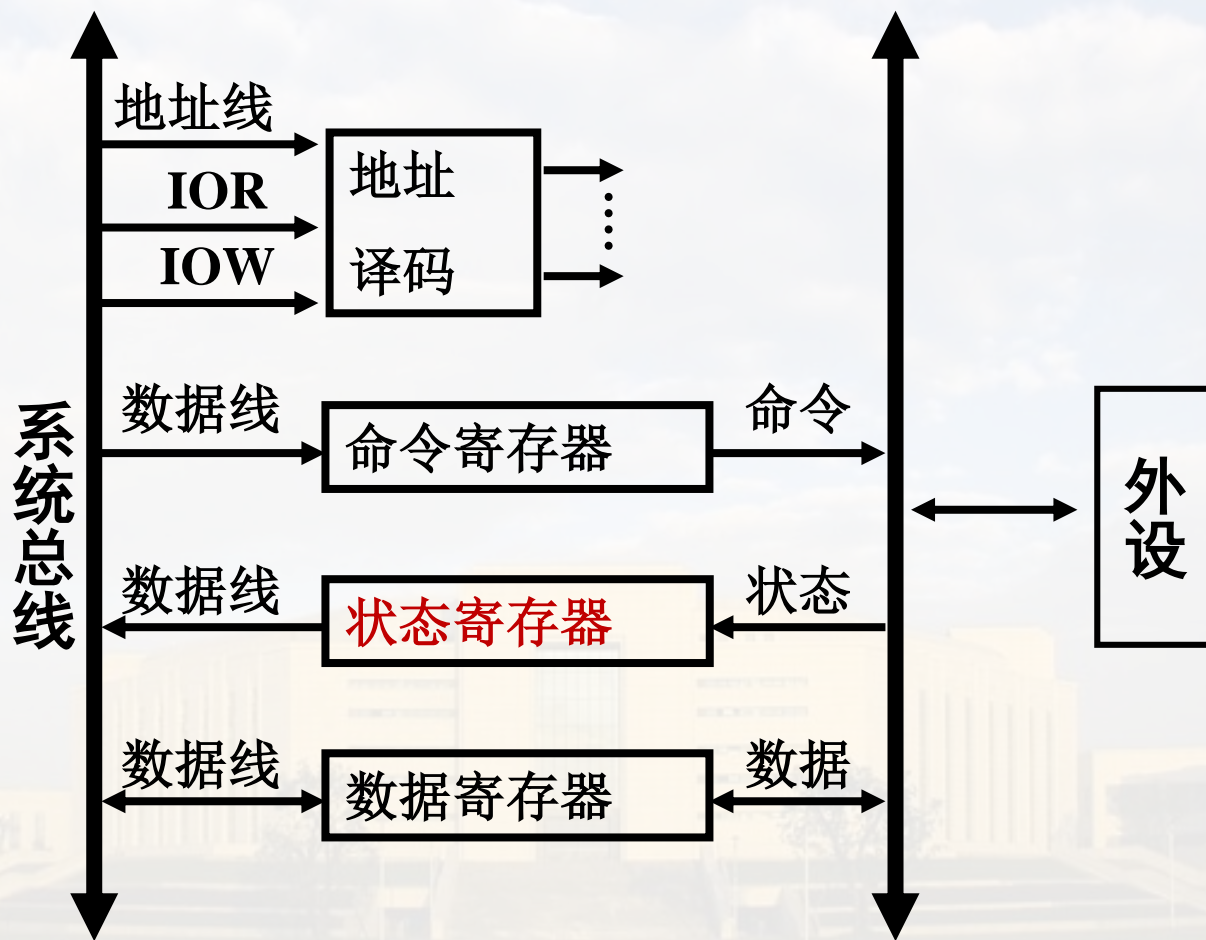 地址线
IOR
IOW
地址
译码
系统总线
数据线
命令寄存器
命令
数据线
状态寄存器
状态
数据线
数据寄存器
数据
外设